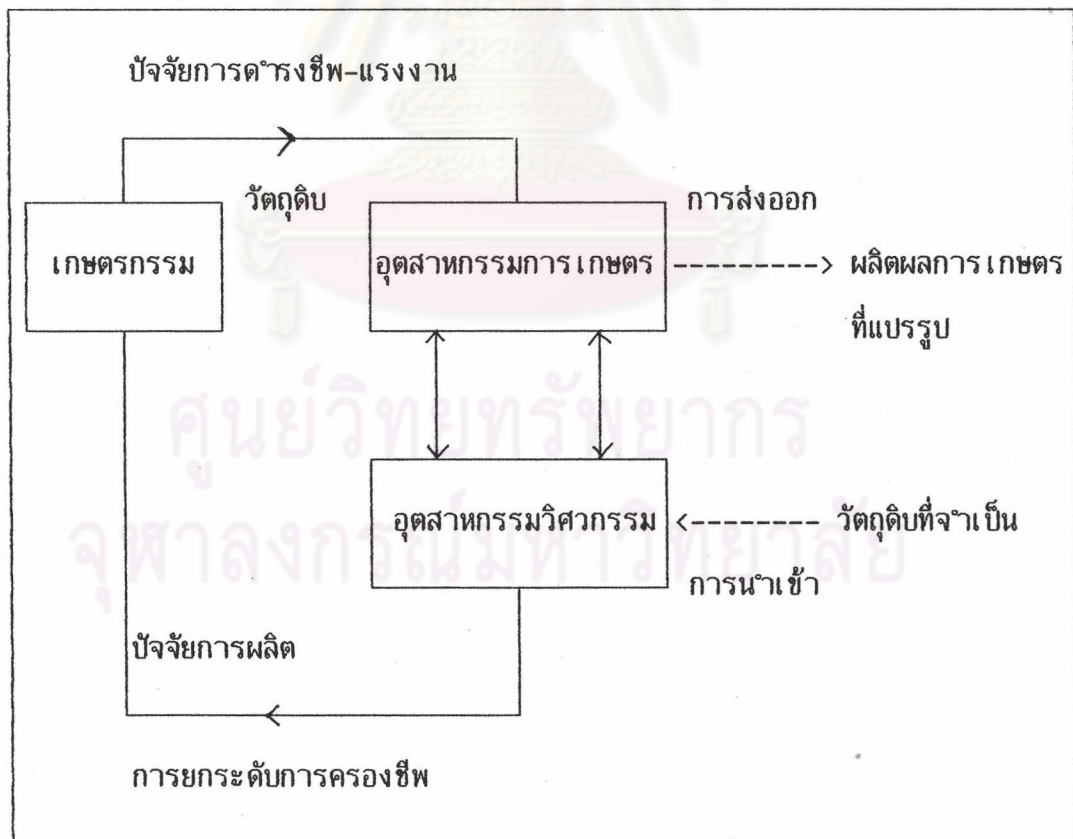 ปัจจัยการดำรงชีพ-แรงงาน
วัตถุดิบ
การส่งออก
เกษตรกรรม
อุตสาหกรรมการเกษตร
ผลิตผลการเกษตร
ที่แปรรูป
ศูนย์วิทยทรัพยากร
อุตสาหกรรมวิศวกรรม
วัตถุดิบที่จำเป็น
จุฬาลงกรณ์มหาวิทยาลัย
การนำเข้า
ปัจจัยการผลิต
การยกระดับการครองชีพ